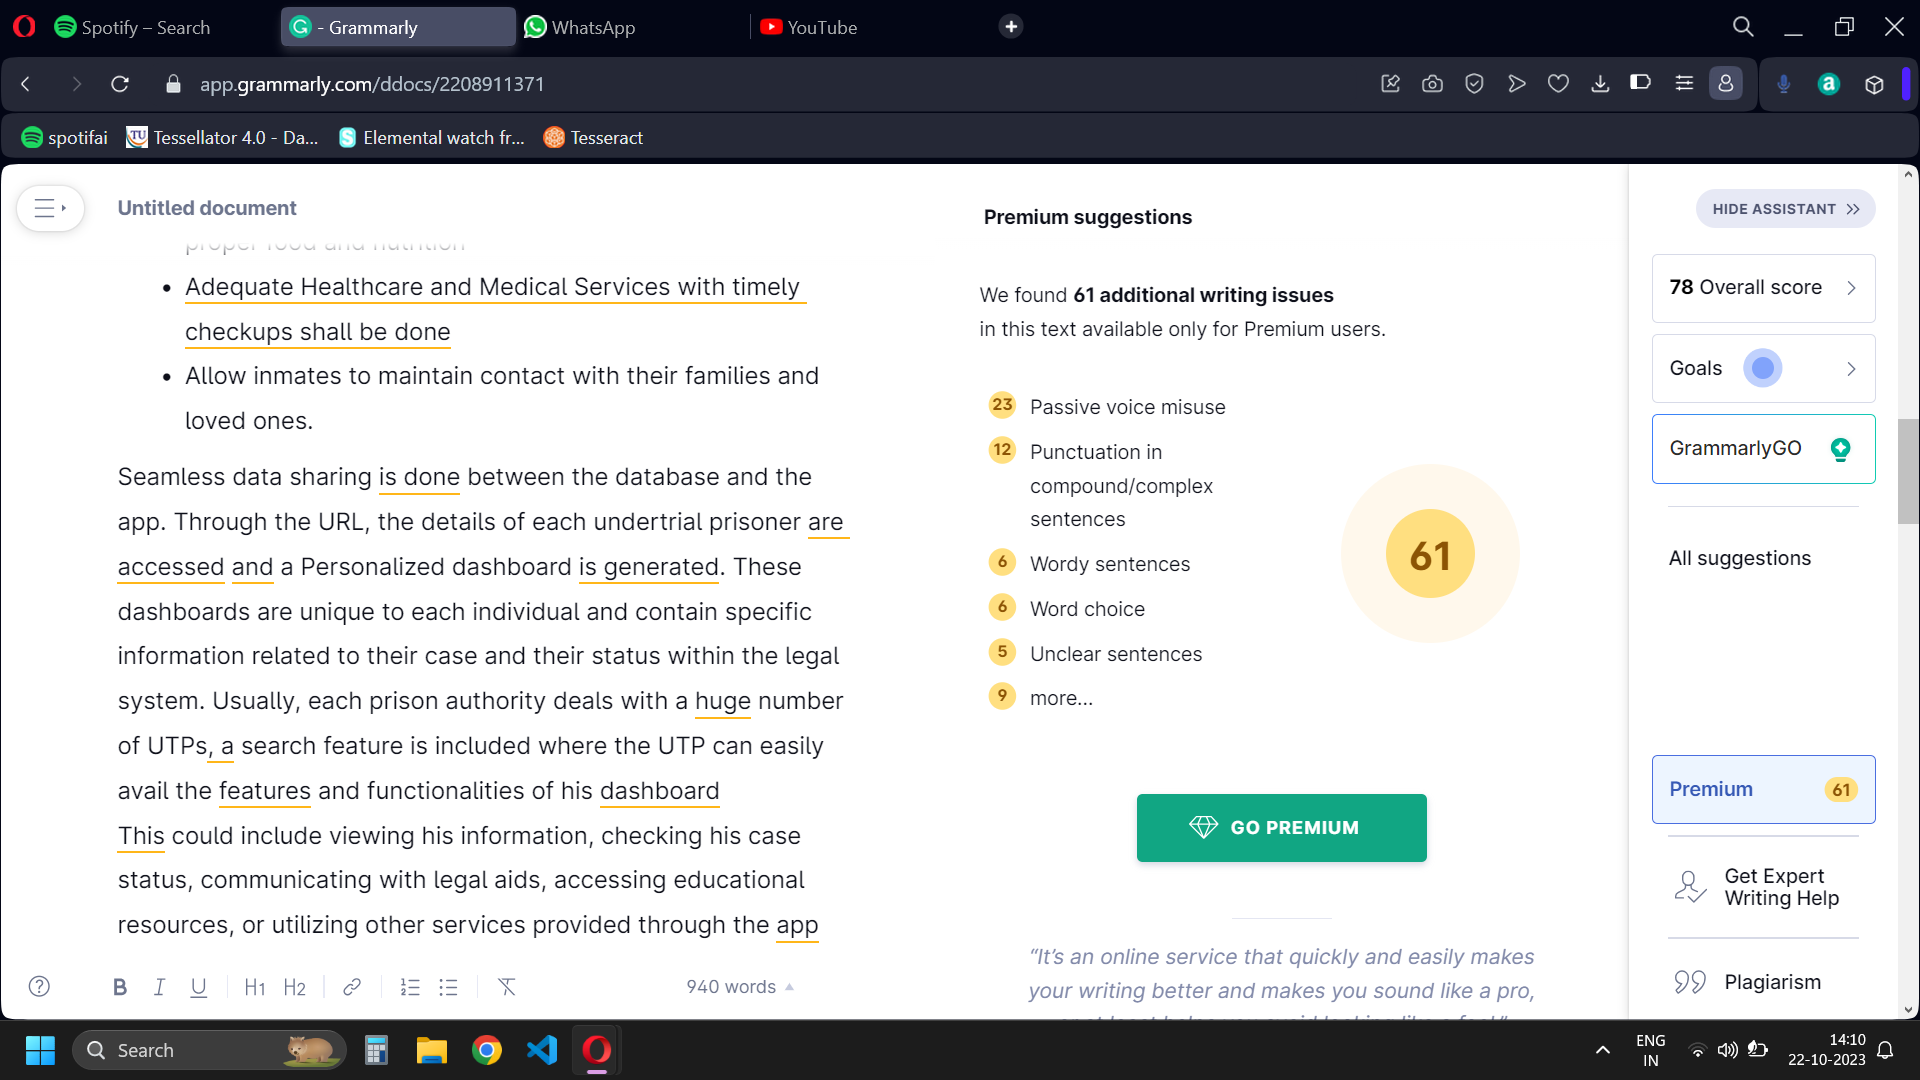 Spotify – Search
- Grammarly
WhatsApp
YouTube
app.grammarly.com/ddocs/2208911371
spotifai
TU
Tessellator 4.0 - Da...
Elemental watch fr...
Tesseract
Untitled document
proper food and nutrition
Adequate Healthcare and Medical Services with timely
checkups shall be done
Allow inmates to maintain contact with their families and
loved ones.
Seamless data sharing is done between the database and the
app. Through the URL, the details of each undertrial prisoner are
accessed and a Personalized dashboard is generated. These
dashboards are unique to each individual and contain specific
information related to their case and their status within the legal
system. Usually, each prison authority deals with a huge number
of UTPs, a search feature is included where the UTP can easily
avail the features and functionalities of his dashboard
This could include viewing his information, checking his case
status, communicating with legal aids, accessing educational
resources, or utilizing other services provided through the app
B I U H1 H2
940 words
Premium suggestions
We found 61 additional writing issues
in this text available only for Premium users.
23 Passive voice misuse
12 Punctuation in
compound/complex
sentences
6 Wordy sentences
6 Word choice
5 Unclear sentences
9 more...
61
GO PREMIUM
“It’s an online service that quickly and easily makes
your writing better and makes you sound like a pro,
HIDE ASSISTANT
78 Overall score
Goals
GrammarlyGO
All suggestions
Premium 61
Get Expert
Writing Help
Plagiarism
Search
ENG
IN
14:10
22-10-2023